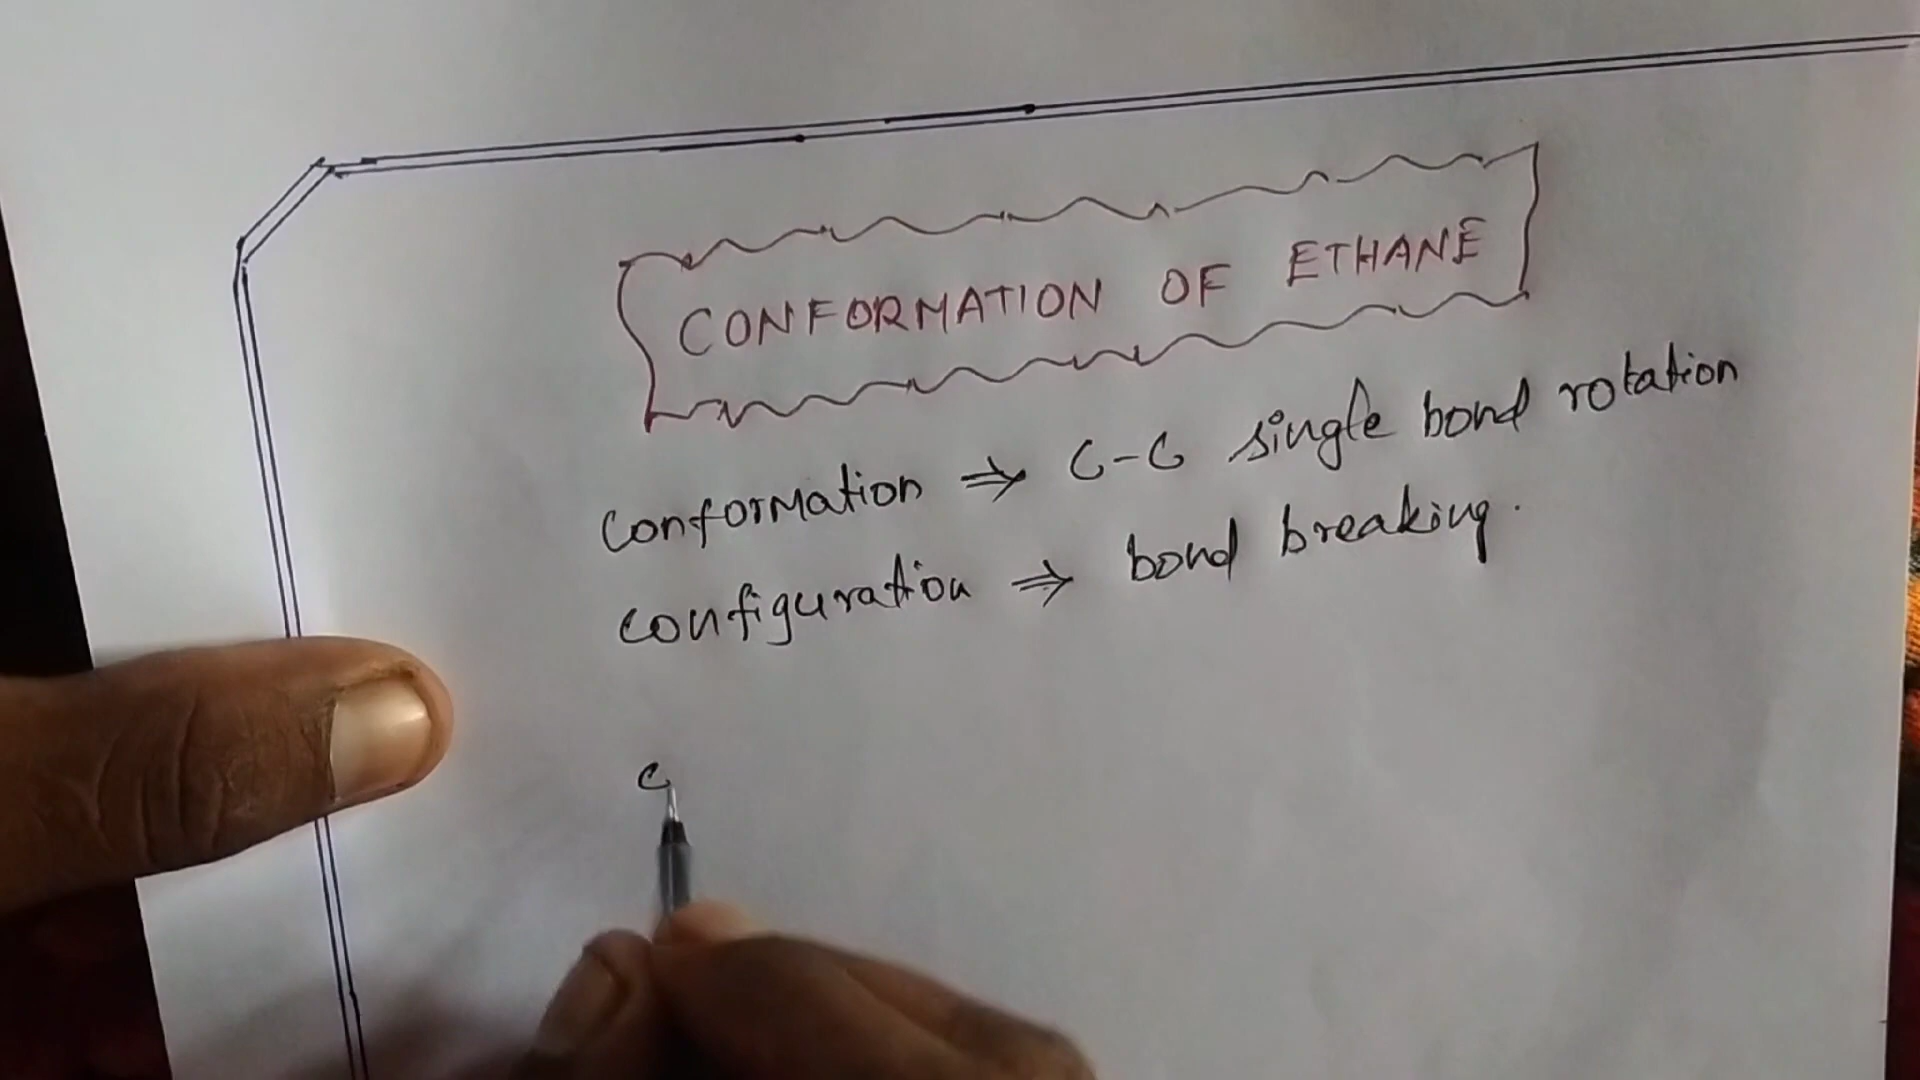 CONFORMATION OF ETHANE
conformation ⇒ C-C single bond rotation
configuration ⇒ bond breaking.
C